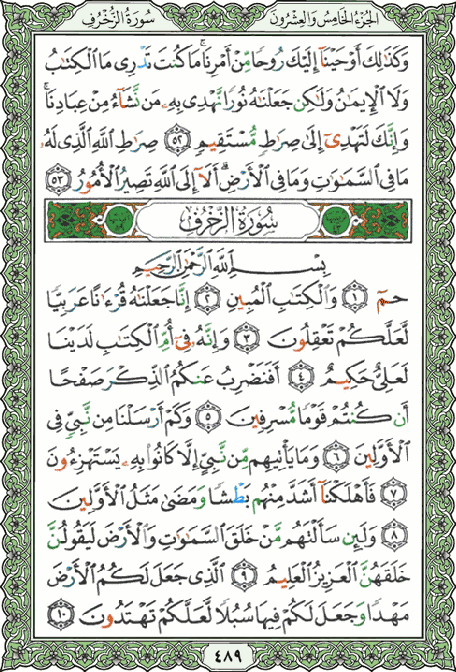 سُورَةُ الزُّخْرُفِ الجُزْءُ الخَامِسُ وَالعِشْرُونَ
وَكَذَٰلِكَ أَوْحَيْنَآ إِلَيْكَ رُوحًا مِّنْ أَمْرِنَا ۚ مَا كُنتَ تَدْرِى مَا ٱلْكِتَٰبُ
وَلَا ٱلْإِيمَٰنُ وَلَٰكِن جَعَلْنَٰهُ نُورًا نَّهْدِى بِهِۦ مَن نَّشَآءُ مِنْ عِبَادِنَا ۚ
وَإِنَّكَ لَتَهْدِىٓ إِلَىٰ صِرَٰطٍ مُّسْتَقِيمٍ ٥٢ صِرَٰطِ ٱللَّهِ ٱلَّذِى لَهُۥ
مَا فِى ٱلسَّمَٰوَٰتِ وَمَا فِى ٱلْأَرْضِ ۗ أَلَآ إِلَى ٱللَّهِ تَصِيرُ ٱلْأُمُورُ ٥٣
سُورَةُ الزُّخْرُفِ
بِسْمِ ٱللَّهِ ٱلرَّحْمَٰنِ ٱلرَّحِيمِ
حمٓ ١ وَٱلْكِتَٰبِ ٱلْمُبِينِ ٢ إِنَّا جَعَلْنَٰهُ قُرْءَٰنًا عَرَبِيًّا
لَّعَلَّكُمْ تَعْقِلُونَ ٣ وَإِنَّهُۥ فِىٓ أُمِّ ٱلْكِتَٰبِ لَدَيْنَا
لَعَلِىٌّ حَكِيمٌ ٤ أَفَنَضْرِبُ عَنكُمُ ٱلذِّكْرَ صَفْحًا
أَن كُنتُمْ قَوْمًا مُّسْرِفِينَ ٥ وَكَمْ أَرْسَلْنَا مِن نَّبِىٍّ فِى
ٱلْأَوَّلِينَ ٦ وَمَا يَأْتِيهِم مِّن نَّبِىٍّ إِلَّا كَانُوا۟ بِهِۦ يَسْتَهْزِءُونَ
٧ فَأَهْلَكْنَآ أَشَدَّ مِنْهُم بَطْشًا وَمَضَىٰ مَثَلُ ٱلْأَوَّلِينَ
٨ وَلَئِن سَأَلْتَهُم مَّنْ خَلَقَ ٱلسَّمَٰوَٰتِ وَٱلْأَرْضَ لَيَقُولُنَّ
خَلَقَهُنَّ ٱلْعَزِيزُ ٱلْعَلِيمُ ٩ ٱلَّذِى جَعَلَ لَكُمُ ٱلْأَرْضَ
مَهْدًا وَجَعَلَ لَكُمْ فِيهَا سُبُلًا لَّعَلَّكُمْ تَهْتَدُونَ ١٠
٤٨٩